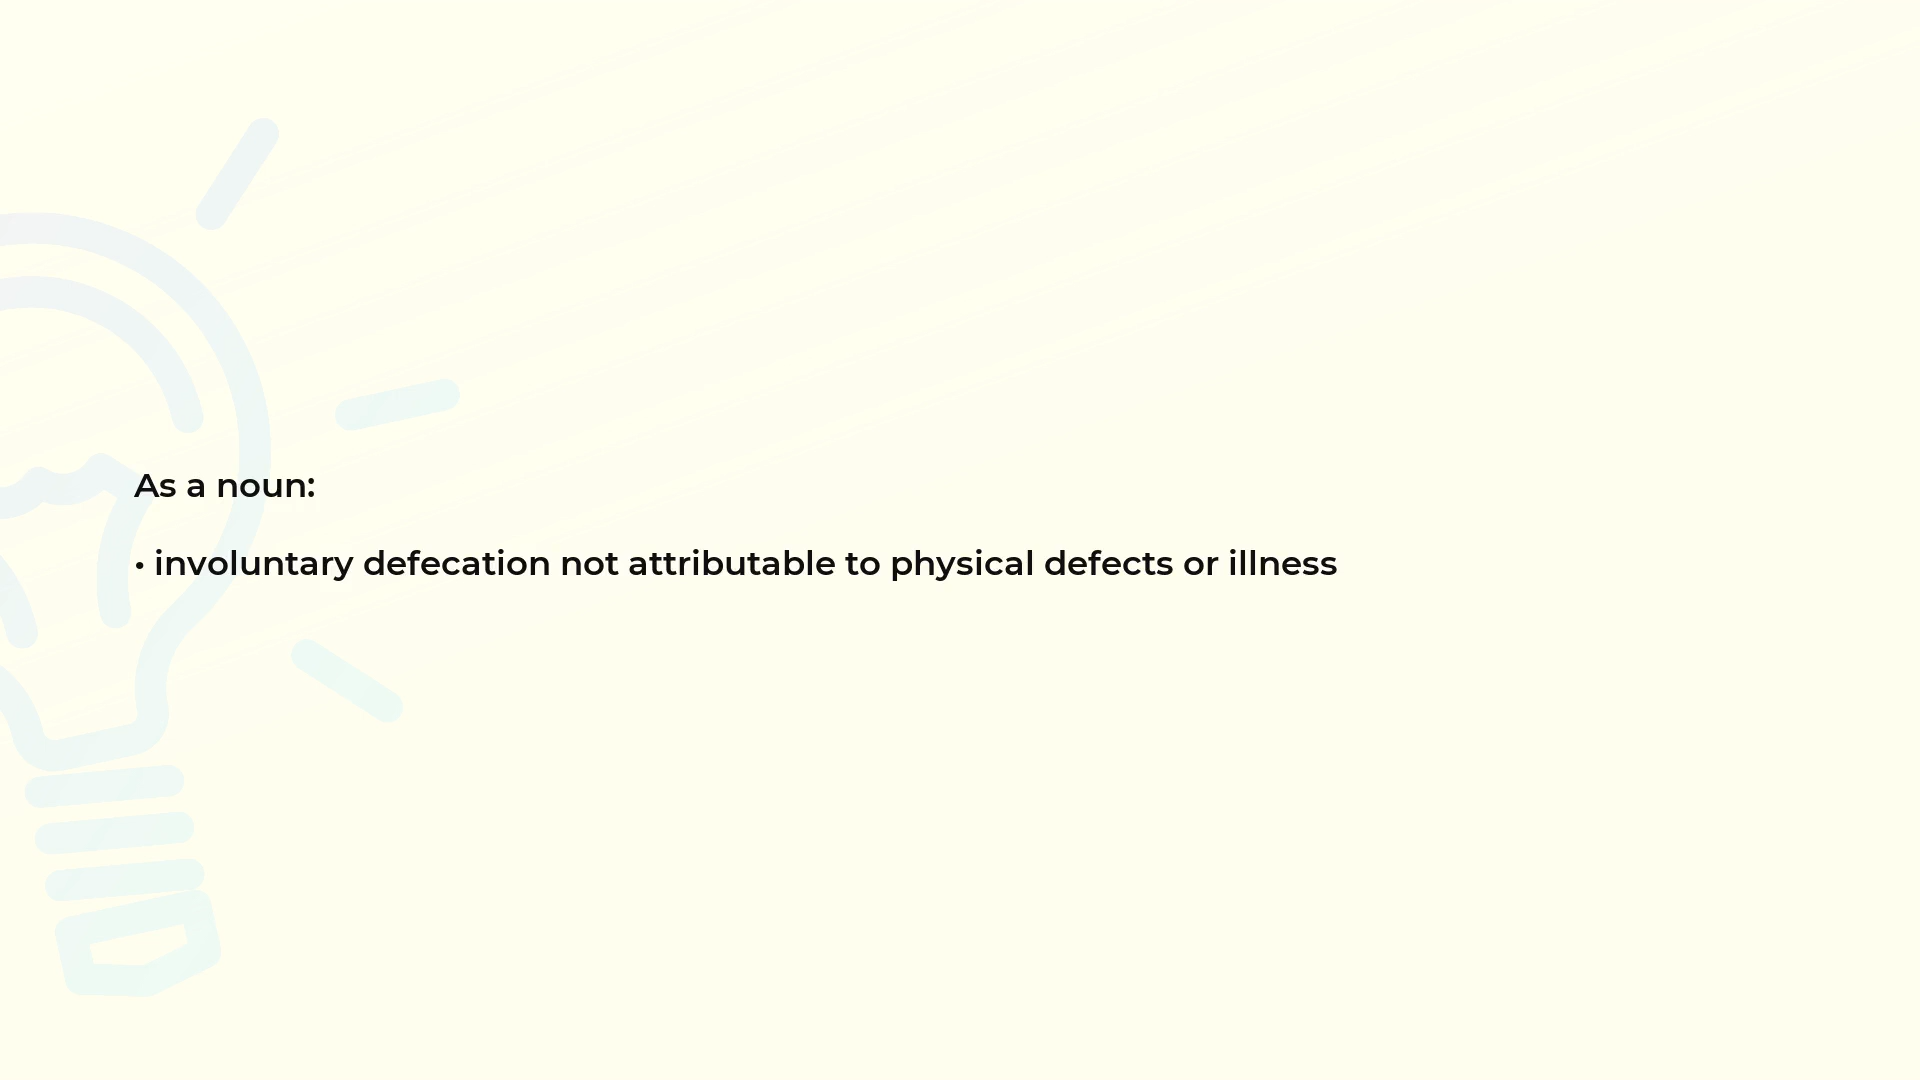 As a noun:
• involuntary defecation not attributable to physical defects or illness